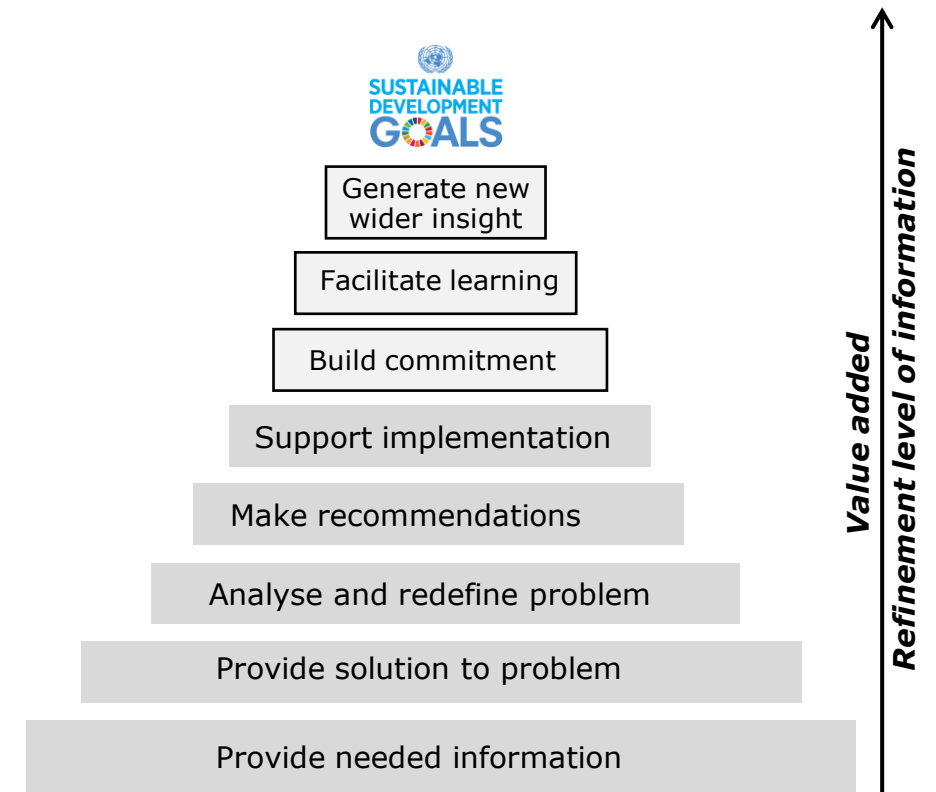 SUSTAINABLE
DEVELOPMENT
GOALS
Generate new
wider insight
Facilitate learning
Build commitment
Support implementation
Make recommendations
Analyse and redefine problem
Provide solution to problem
Provide needed information
Value added
Refinement level of information